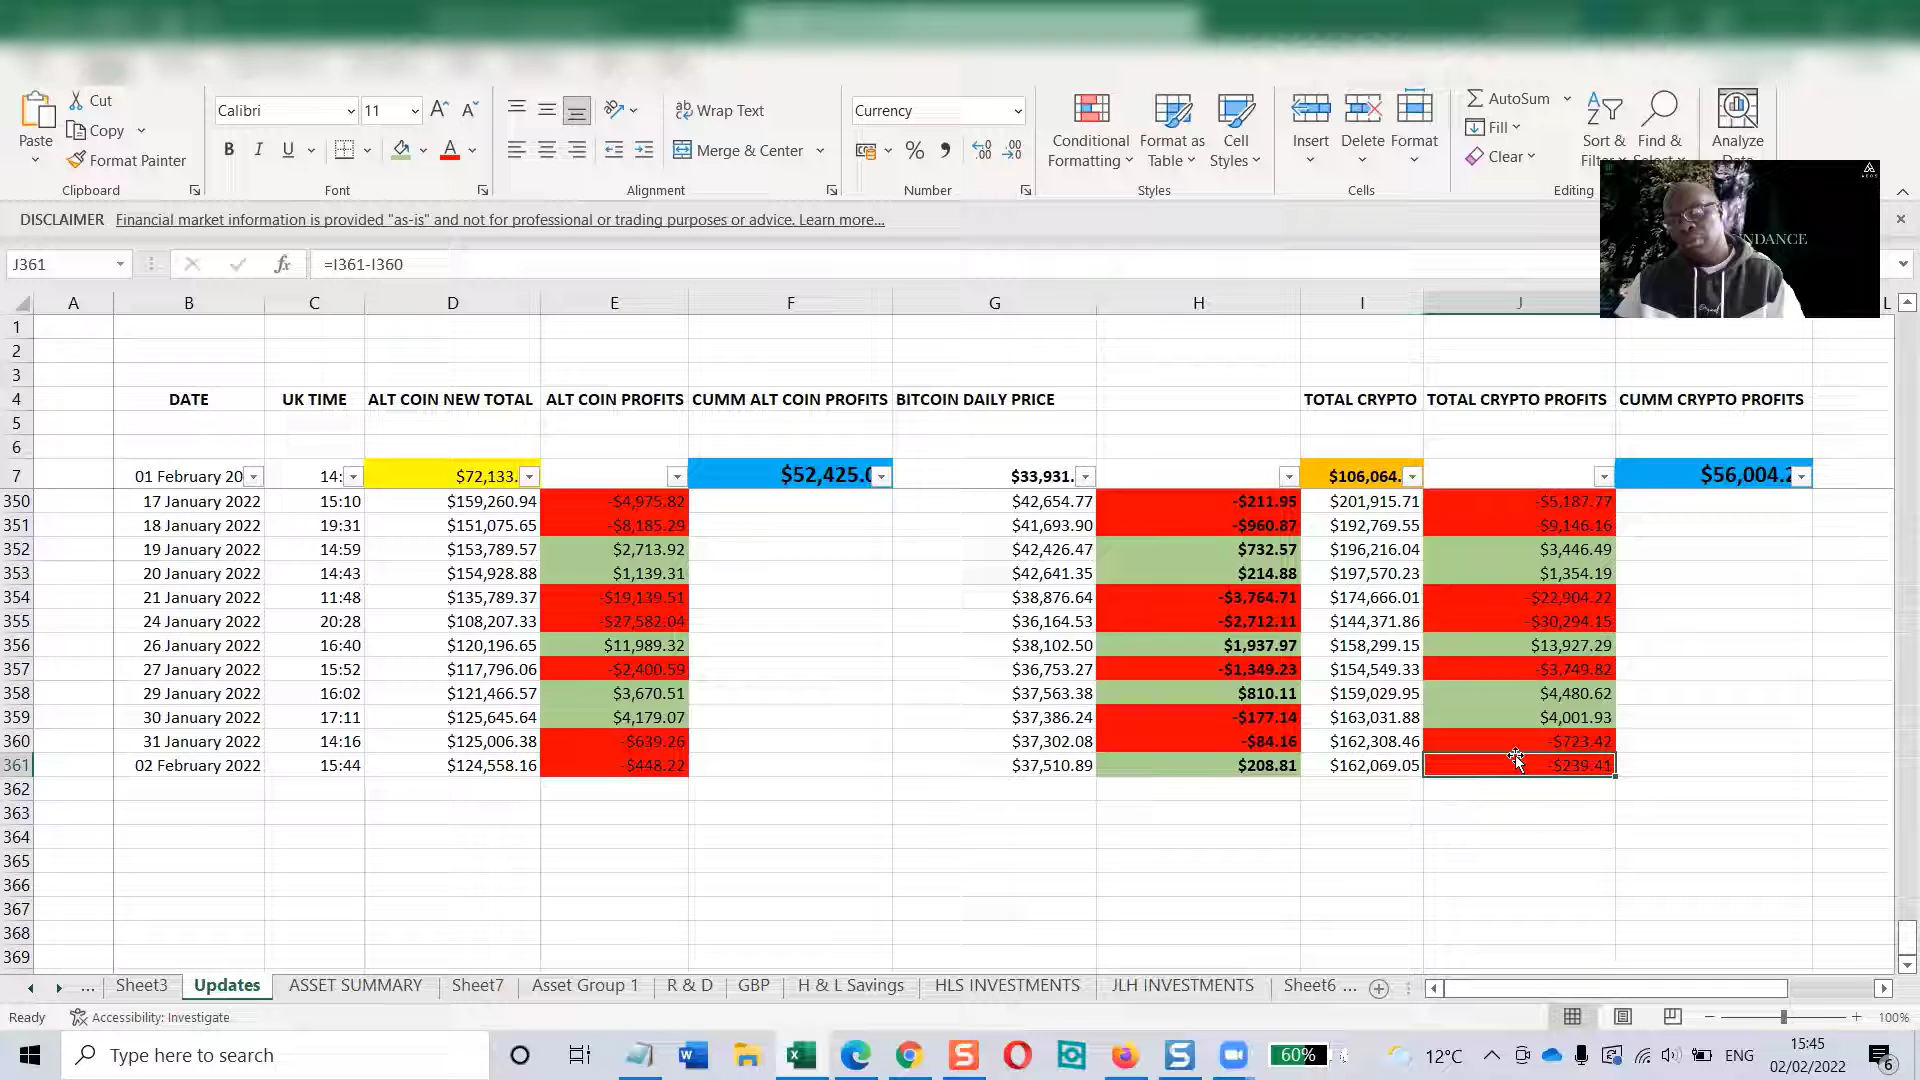 Cut
Copy
Paste
Format Painter
Clipboard
Calibri
11
B I U
Font
Wrap Text
Merge & Center
Alignment
Currency
Number
Conditional Formatting
Format as Table
Cell Styles
Styles
Insert
Delete
Format
Cells
AutoSum
Fill
Clear
Sort &
Find &
Editing
Analyze
DISCLAIMER Financial market information is provided "as-is" and not for professional or trading purposes or advice. Learn more...
NDANCE
J361 fx =I361-I360
A B C D E F G H I J L
1
2
3
4 DATE UK TIME ALT COIN NEW TOTAL ALT COIN PROFITS CUMM ALT COIN PROFITS BITCOIN DAILY PRICE TOTAL CRYPTO TOTAL CRYPTO PROFITS CUMM CRYPTO PROFITS
5
6
7 01 February 20 14: $72,133. $52,425.0 $33,931. $106,064. $56,004.2
350 17 January 2022 15:10 $159,260.94 -$4,975.82 $42,654.77 -$211.95 $201,915.71 -$5,187.77
351 18 January 2022 19:31 $151,075.65 -$8,185.29 $41,693.90 -$960.87 $192,769.55 -$9,146.16
352 19 January 2022 14:59 $153,789.57 $2,713.92 $42,426.47 $732.57 $196,216.04 $3,446.49
353 20 January 2022 14:43 $154,928.88 $1,139.31 $42,641.35 $214.88 $197,570.23 $1,354.19
354 21 January 2022 11:48 $135,789.37 -$19,139.51 $38,876.64 -$3,764.71 $174,666.01 -$22,904.22
355 24 January 2022 20:28 $108,207.33 -$27,582.04 $36,164.53 -$2,712.11 $144,371.86 -$30,294.15
356 26 January 2022 16:40 $120,196.65 $11,989.32 $38,102.50 $1,937.97 $158,299.15 $13,927.29
357 27 January 2022 15:52 $117,796.06 -$2,400.59 $36,753.27 -$1,349.23 $154,549.33 -$3,749.82
358 29 January 2022 16:02 $121,466.57 $3,670.51 $37,563.38 $810.11 $159,029.95 $4,480.62
359 30 January 2022 17:11 $125,645.64 $4,179.07 $37,386.24 -$177.14 $163,031.88 $4,001.93
360 31 January 2022 14:16 $125,006.38 -$639.26 $37,302.08 -$84.16 $162,308.46 -$723.42
361 02 February 2022 15:44 $124,558.16 -$448.22 $37,510.89 $208.81 $162,069.05 -$239.41
362
363
364
365
366
367
368
369
... Sheet3 Updates ASSET SUMMARY Sheet7 Asset Group 1 R & D GBP H & L Savings HLS INVESTMENTS JLH INVESTMENTS Sheet6 ...
Ready Accessibility: Investigate 100%
Type here to search 60% 12°C ENG 15:45
02/02/2022 6